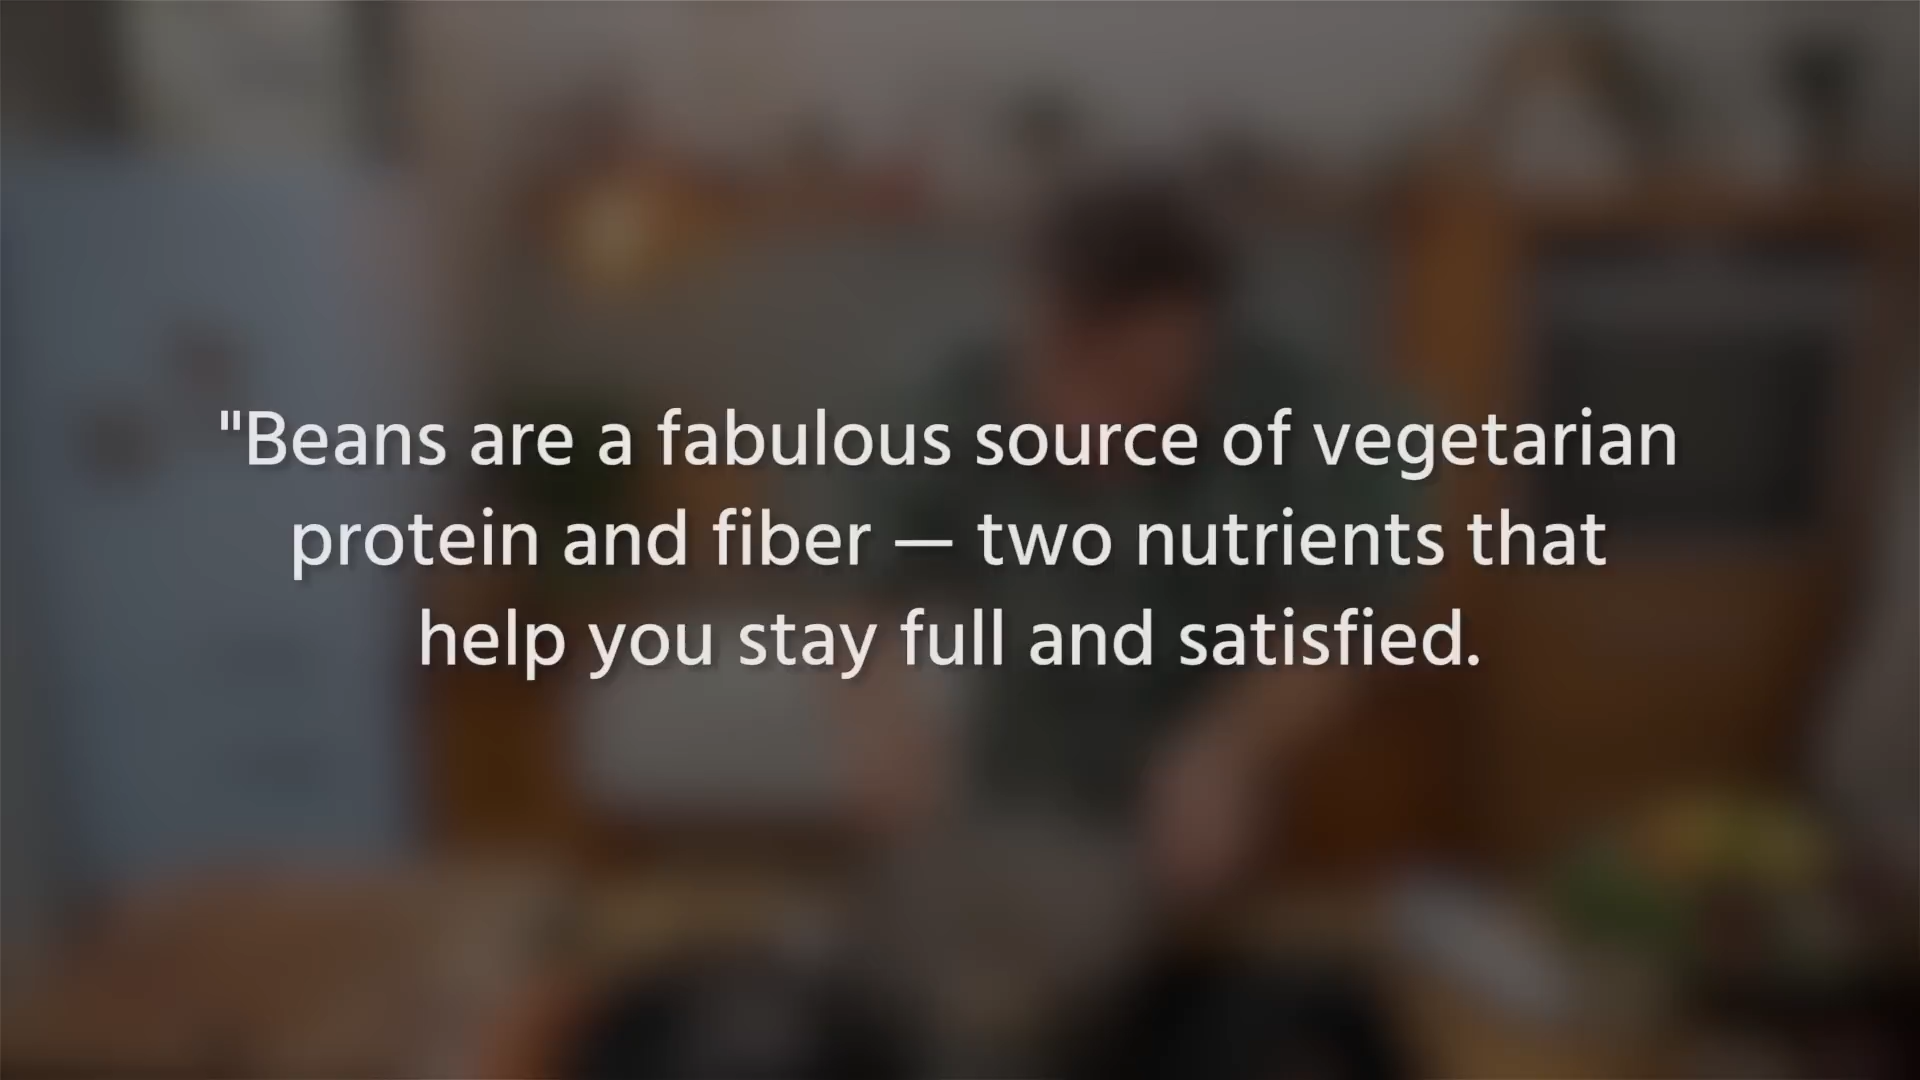 "Beans are a fabulous source of vegetarian
protein and fiber — two nutrients that
help you stay full and satisfied.